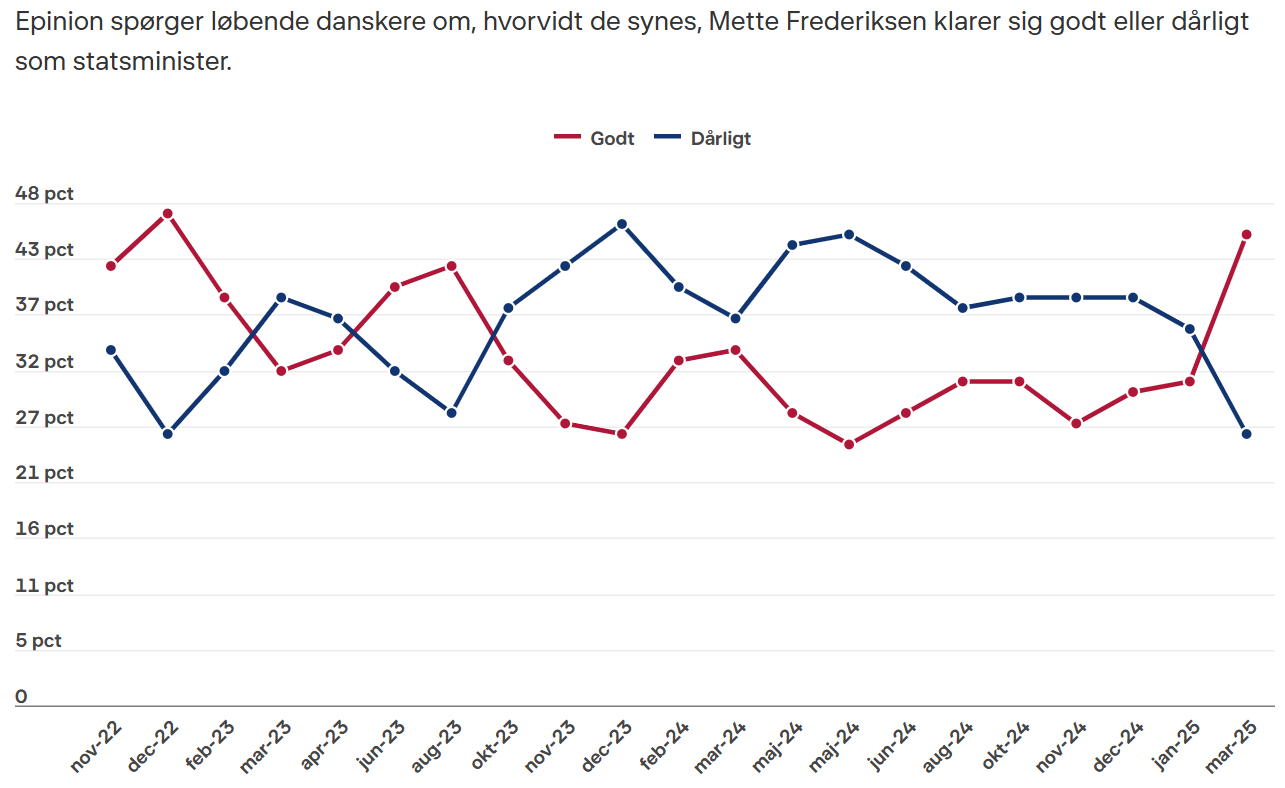 Epinion spørger løbende danskere om, hvorvidt de synes, Mette Frederiksen klarer sig godt eller dårligt
som statsminister.
Godt Dårligt
48 pct
43 pct
37 pct
32 pct
27 pct
21 pct
16 pct
11 pct
5 pct
0
nov-22 dec-22 feb-23 mar-23 apr-23 jun-23 aug-23 okt-23 nov-23 dec-23 feb-24 mar-24 maj-24 maj-24 jun-24 aug-24 okt-24 nov-24 dec-24 jan-25 mar-25